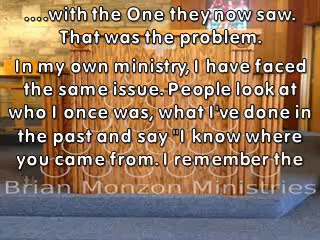 ....with the One they now saw.
That was the problem.
In my own ministry, I have faced
the same issue. People look at
who I once was, what I've done in
the past and say "I know where
you came from. I remember the
Brian Monzon Ministries